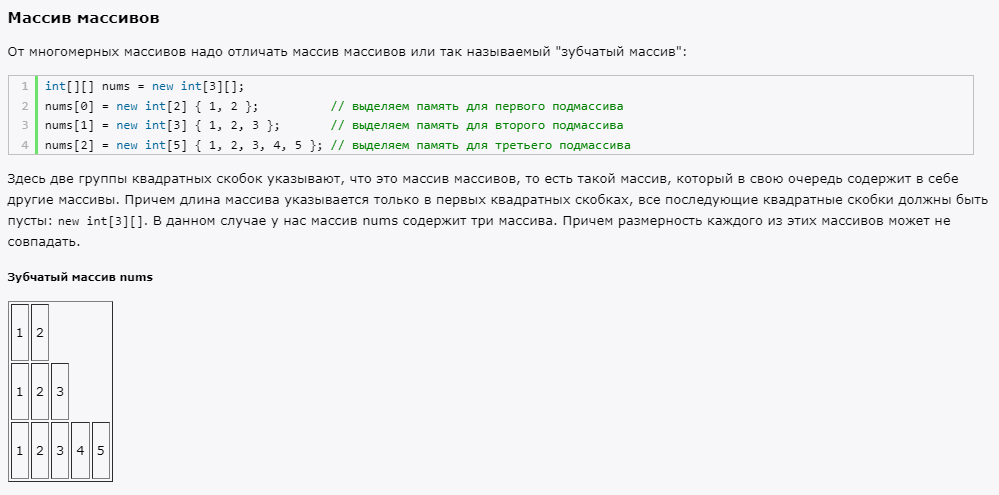 Массив массивов
От многомерных массивов надо отличать массив массивов или так называемый "зубчатый массив":
1 int[][] nums = new int[3][];
2 nums[0] = new int[2] { 1, 2 };          // выделяем память для первого подмассива
3 nums[1] = new int[3] { 1, 2, 3 };       // выделяем память для второго подмассива
4 nums[2] = new int[5] { 1, 2, 3, 4, 5 }; // выделяем память для третьего подмассива
Здесь две группы квадратных скобок указывают, что это массив массивов, то есть такой массив, который в свою очередь содержит в себе
другие массивы. Причем длина массива указывается только в первых квадратных скобках, все последующие квадратные скобки должны быть
пусты: new int[3][]. В данном случае у нас массив nums содержит три массива. Причем размерность каждого из этих массивов может не
совпадать.
Зубчатый массив nums
1 2
1 2 3
1 2 3 4 5